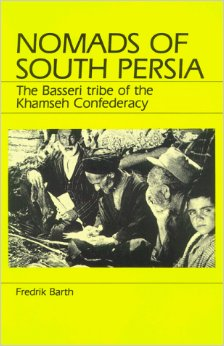 NOMADS OF
SOUTH PERSIA
The Basseri tribe of the
Khamseh Confederacy
Fredrik Barth